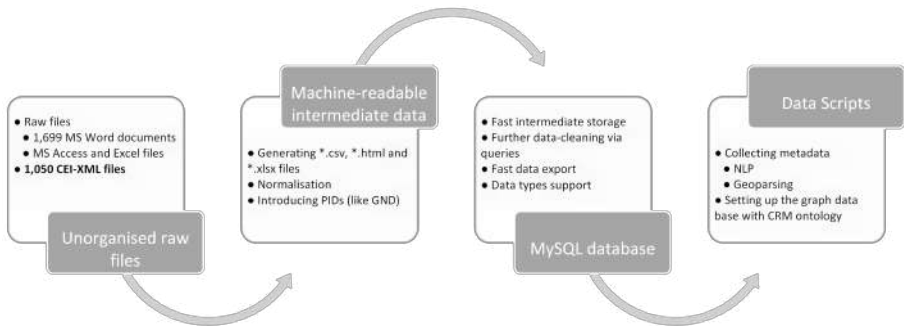 ● Raw files
● 1,699 MS Word documents
● MS Access and Excel files
● 1,050 CEI-XML files
Unorganised raw
files
Machine-readable
intermediate data
● Generating *.csv, *.html and
*.xlsx files
● Normalisation
● Introducing PIDs (like GND)
● Fast intermediate storage
● Further data-cleaning via
queries
● Fast data export
● Data types support
MySQL database
Data Scripts
● Collecting metadata
● NLP
● Geoparsing
● Setting up the graph data
base with CRM ontology